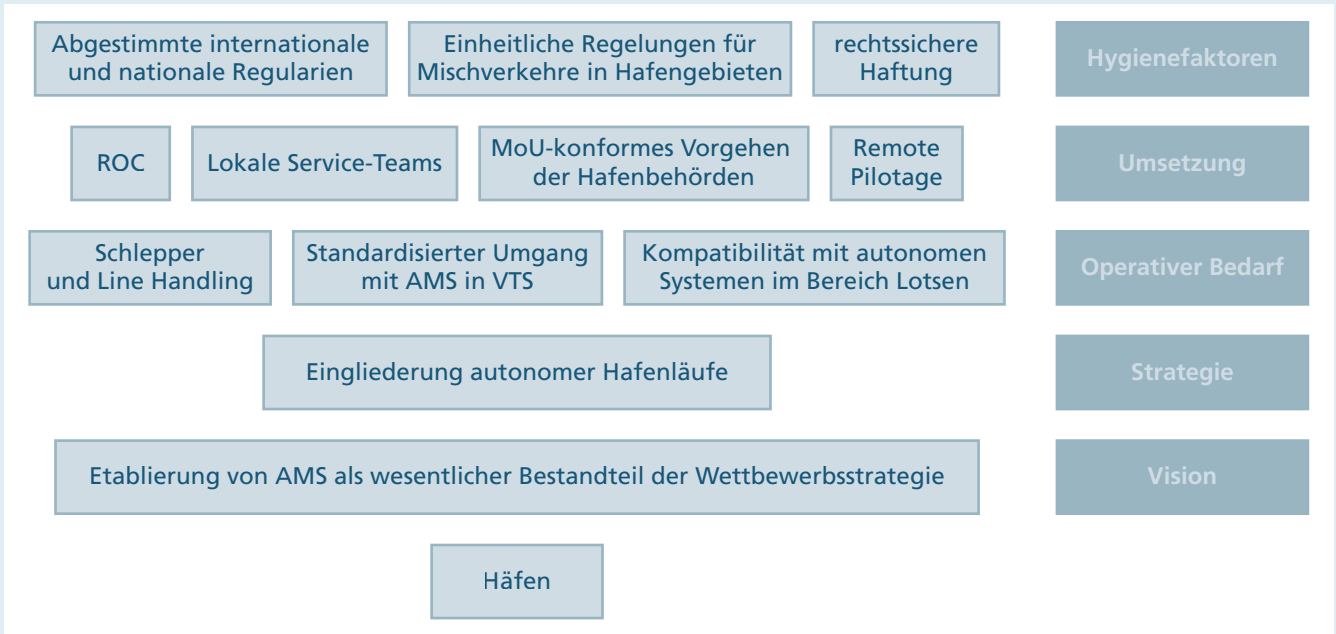 Abgestimmte internationale
und nationale Regularien
Einheitliche Regelungen für
Mischverkehre in Hafengebieten
rechtssichere
Haftung
Hygienefaktoren
ROC
Lokale Service-Teams
MoU-konformes Vorgehen
der Hafenbehörden
Remote
Pilotage
Umsetzung
Schlepper
und Line Handling
Standardisierter Umgang
mit AMS in VTS
Kompatibilität mit autonomen
Systemen im Bereich Lotsen
Operativer Bedarf
Eingliederung autonomer Hafenläufe
Strategie
Etablierung von AMS als wesentlicher Bestandteil der Wettbewerbsstrategie
Vision
Häfen